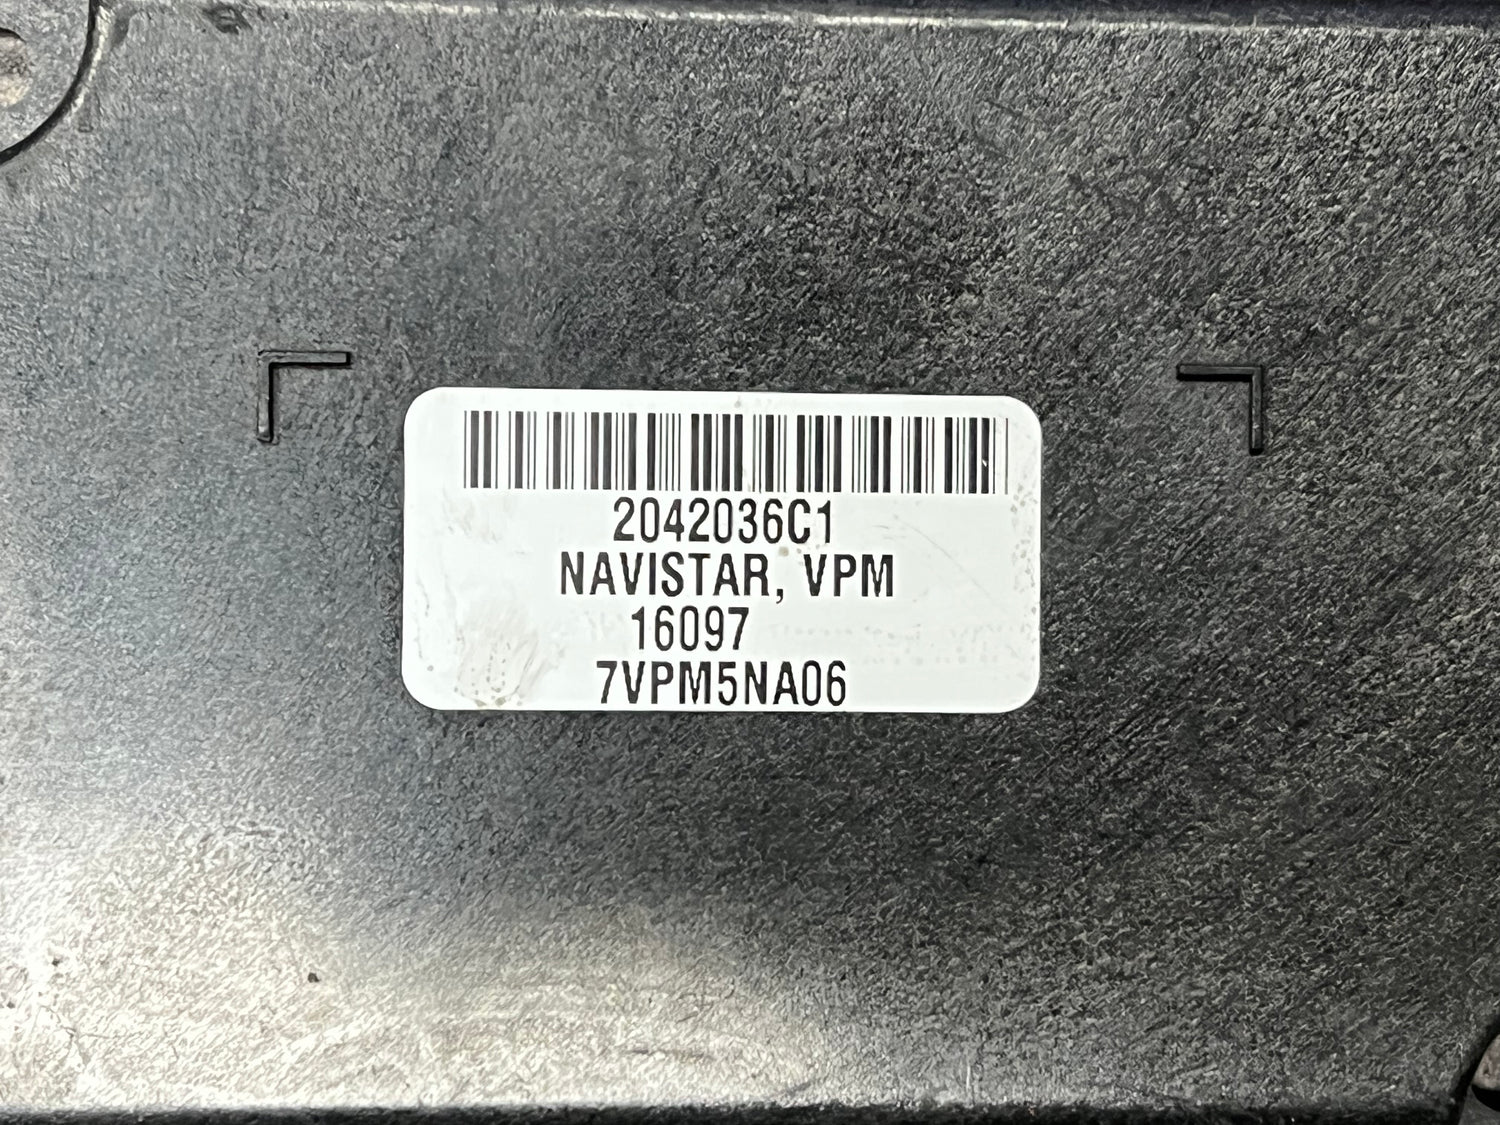 2042036C1
NAVISTAR, VPM
16097
7VPM5NA06